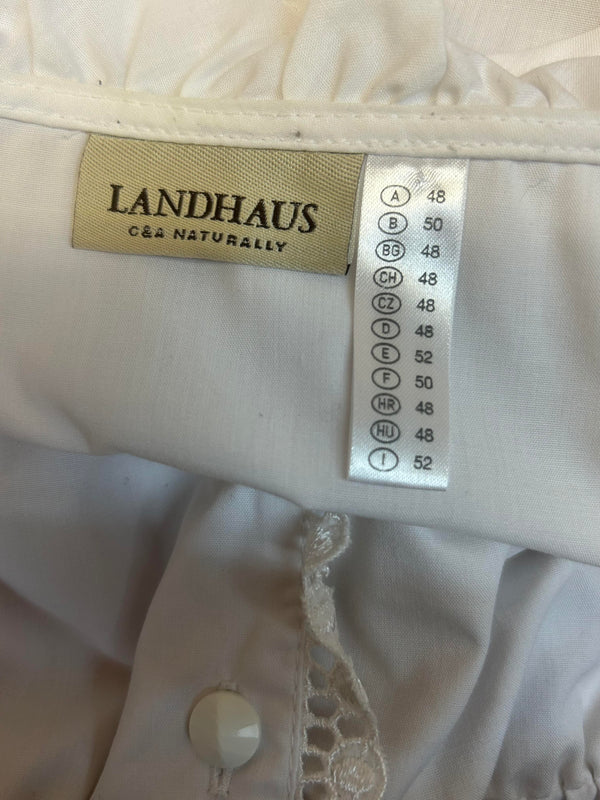 LANDHAUS
C&A NATURALLY
A 48
B 50
BG 48
CH 48
CZ 48
D 48
E 52
F 50
HR 48
HU 48
I 52